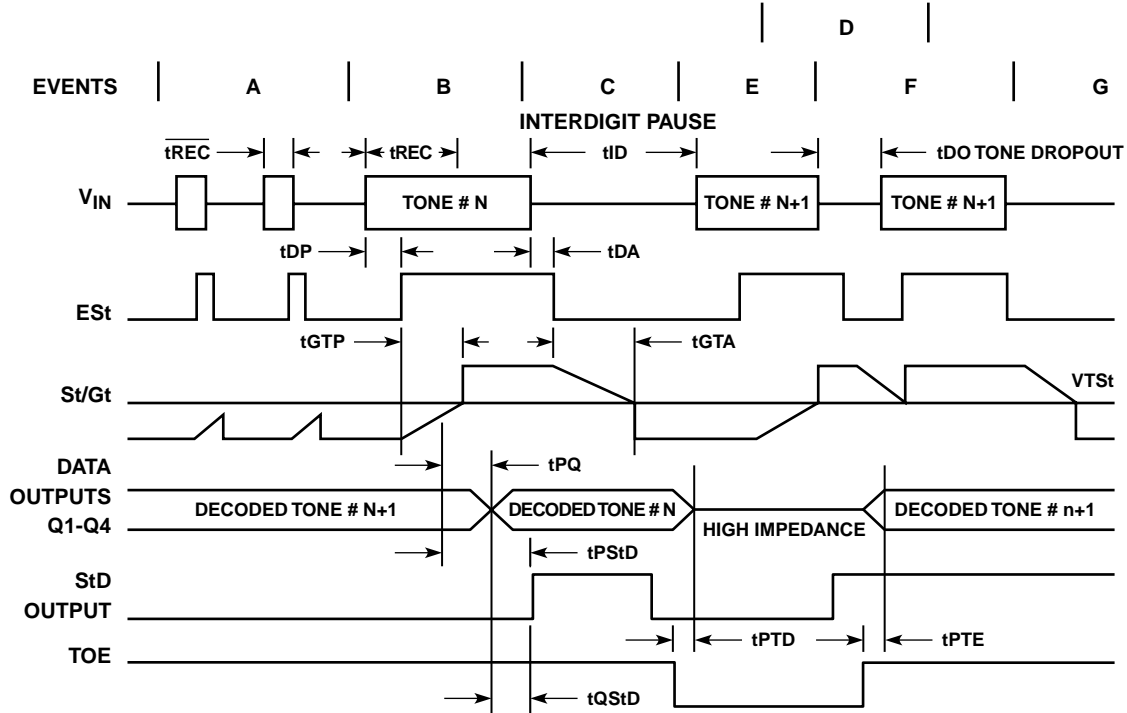 D
EVENTS A B C E F G
INTERDIGIT PAUSE
tREC tREC tID tDO TONE DROPOUT
VIN TONE # N TONE # N+1 TONE # N+1
tDP tDA
ESt
tGTP tGTA
St/Gt VTSt
DATA
OUTPUTS
Q1-Q4
tPQ
DECODED TONE # N+1 DECODED TONE # N HIGH IMPEDANCE DECODED TONE # n+1
tPStD
StD
OUTPUT
tPTD tPTE
TOE
tQStD